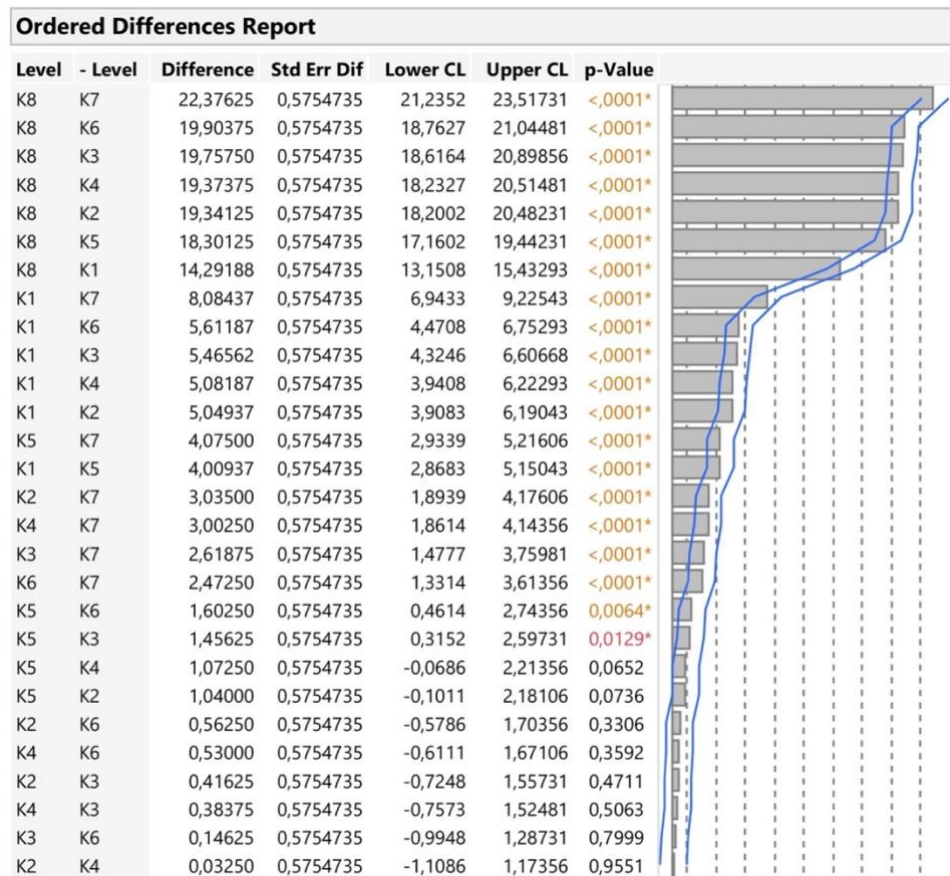 Ordered Differences Report
Level - Level Difference Std Err Dif Lower CL Upper CL p-Value
K8 K7 22,37625 0,5754735 21,2352 23,51731 <,0001*
K8 K6 19,90375 0,5754735 18,7627 21,04481 <,0001*
K8 K3 19,75750 0,5754735 18,6164 20,89856 <,0001*
K8 K4 19,37375 0,5754735 18,2327 20,51481 <,0001*
K8 K2 19,34125 0,5754735 18,2002 20,48231 <,0001*
K8 K5 18,30125 0,5754735 17,1602 19,44231 <,0001*
K8 K1 14,29188 0,5754735 13,1508 15,43293 <,0001*
K1 K7 8,08437 0,5754735 6,9433 9,22543 <,0001*
K1 K6 5,61187 0,5754735 4,4708 6,75293 <,0001*
K1 K3 5,46562 0,5754735 4,3246 6,60668 <,0001*
K1 K4 5,08187 0,5754735 3,9408 6,22293 <,0001*
K1 K2 5,04937 0,5754735 3,9083 6,19043 <,0001*
K5 K7 4,07500 0,5754735 2,9339 5,21606 <,0001*
K1 K5 4,00937 0,5754735 2,8683 5,15043 <,0001*
K2 K7 3,03500 0,5754735 1,8939 4,17606 <,0001*
K4 K7 3,00250 0,5754735 1,8614 4,14356 <,0001*
K3 K7 2,61875 0,5754735 1,4777 3,75981 <,0001*
K6 K7 2,47250 0,5754735 1,3314 3,61356 <,0001*
K5 K6 1,60250 0,5754735 0,4614 2,74356 0,0064*
K5 K3 1,45625 0,5754735 0,3152 2,59731 0,0129*
K5 K4 1,07250 0,5754735 -0,0686 2,21356 0,0652
K5 K2 1,04000 0,5754735 -0,1011 2,18106 0,0736
K2 K6 0,56250 0,5754735 -0,5786 1,70356 0,3306
K4 K6 0,53000 0,5754735 -0,6111 1,67106 0,3592
K2 K3 0,41625 0,5754735 -0,7248 1,55731 0,4711
K4 K3 0,38375 0,5754735 -0,7573 1,52481 0,5063
K3 K6 0,14625 0,5754735 -0,9948 1,28731 0,7999
K2 K4 0,03250 0,5754735 -1,1086 1,17356 0,9551